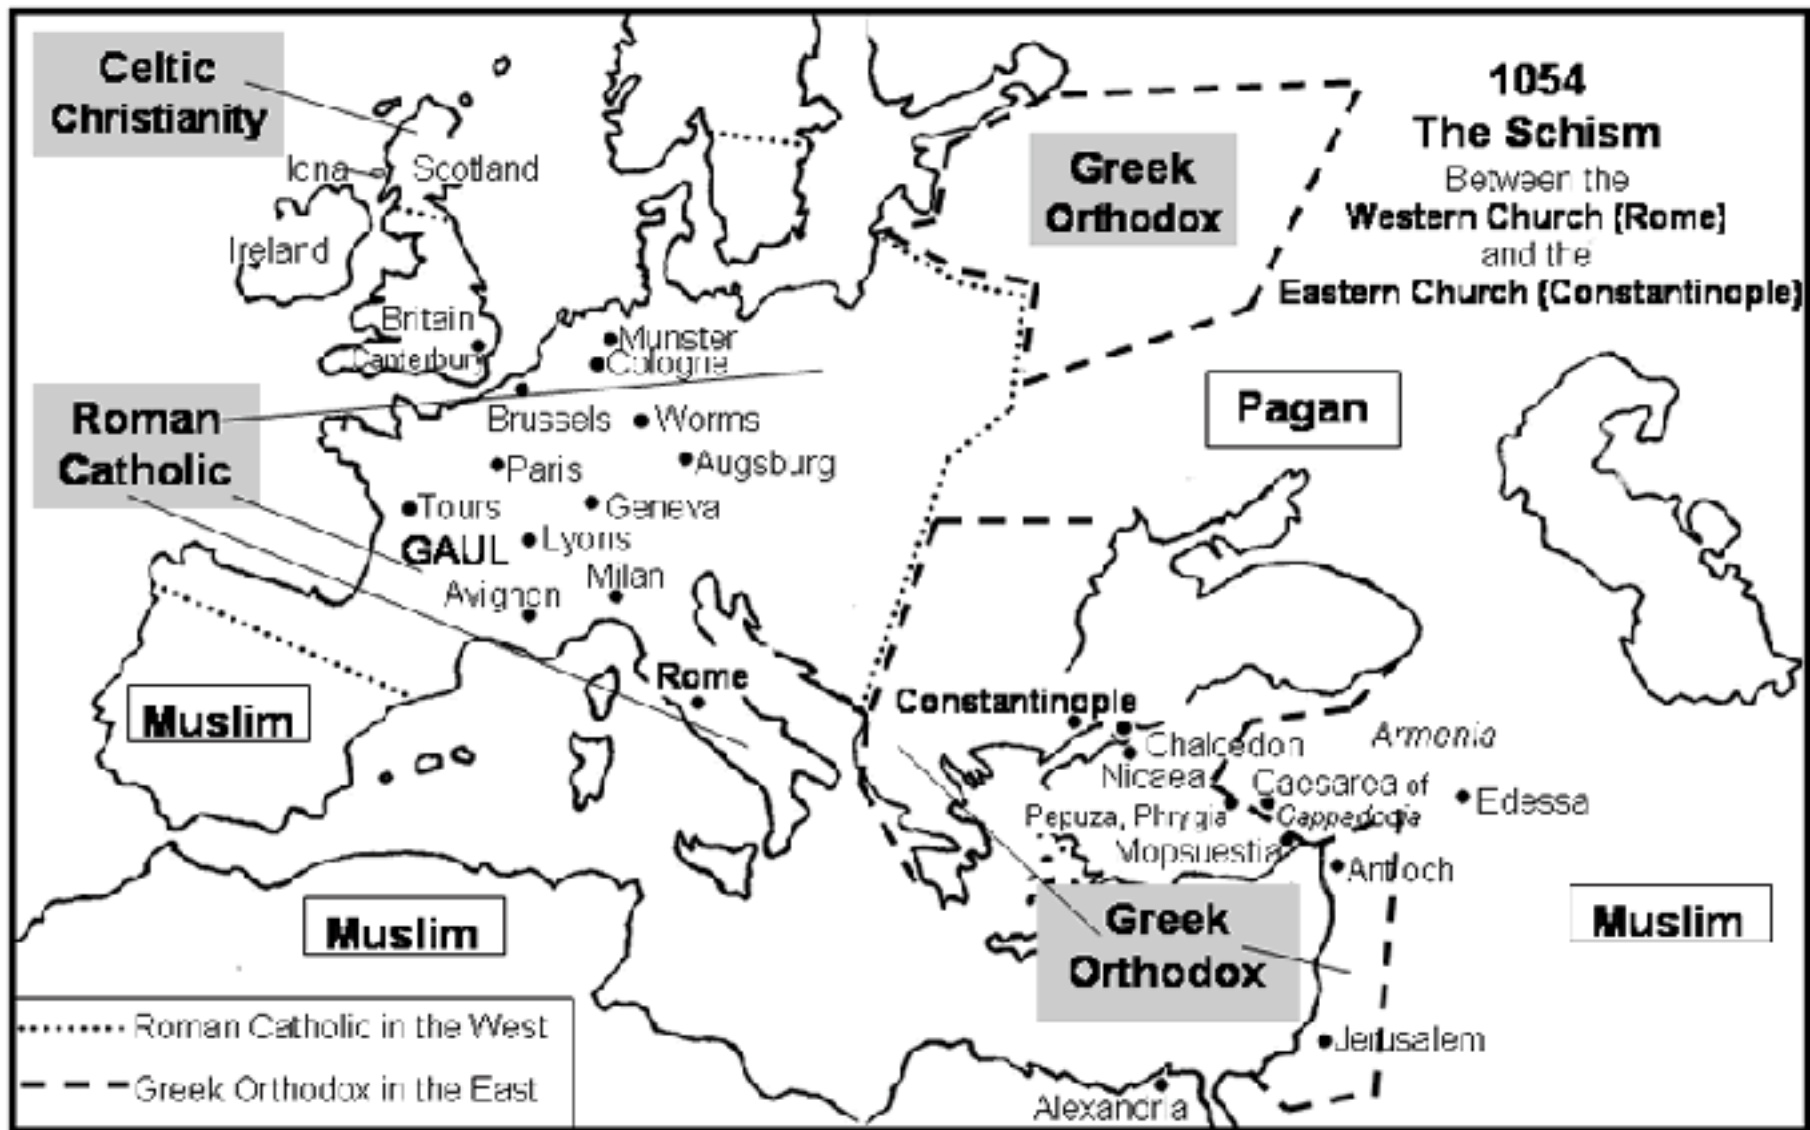 Celtic
Christianity
1054
The Schism
Between the
Western Church (Rome)
and the
Eastern Church (Constantinople)
Greek
Orthodox
Iona
Scotland
Ireland
Britain
Canterbury
Munster
Cologne
Roman
Catholic
Brussels
Worms
Pagan
Paris
Augsburg
Tours
Geneva
GAUL
Lyons
Avignon
Milan
Muslim
Rome
Constantinople
Chalcedon
Armenia
Nicaea
Caesarea of
Cappedocia
Edessa
Pepuza, Phrygia
Mopsuestia
Antioch
Muslim
Greek
Orthodox
Muslim
Roman Catholic in the West
Greek Orthodox in the East
Jerusalem
Alexandria